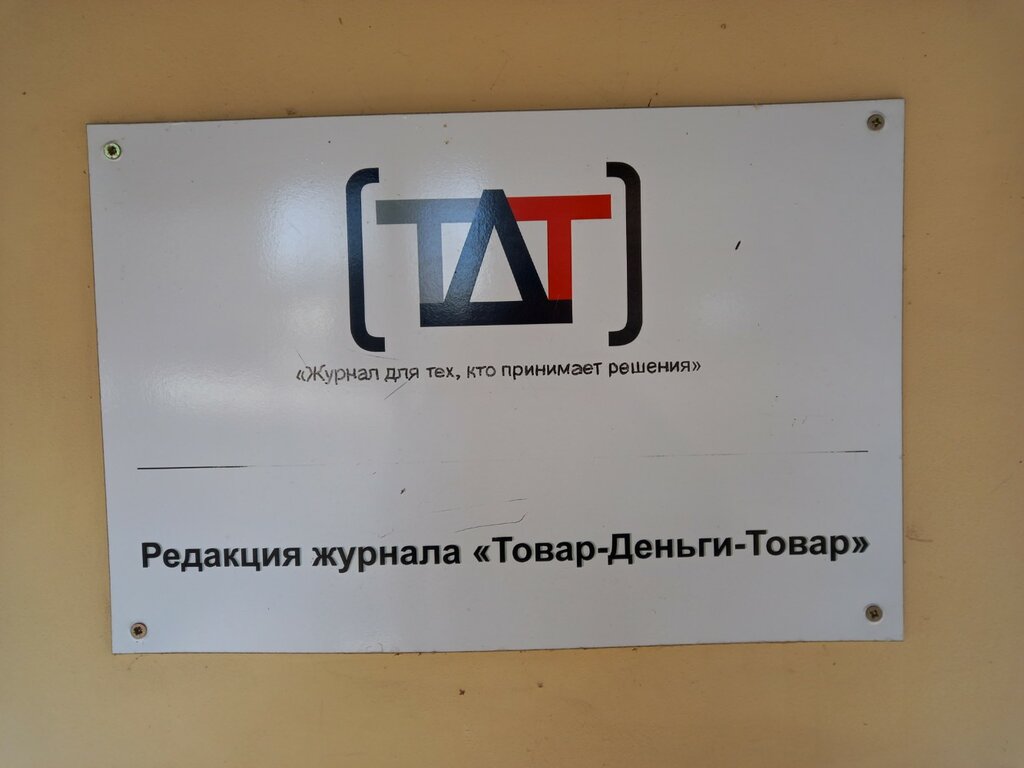 [ТДТ]
«Журнал для тех, кто принимает решения»
Редакция журнала «Товар-Деньги-Товар»